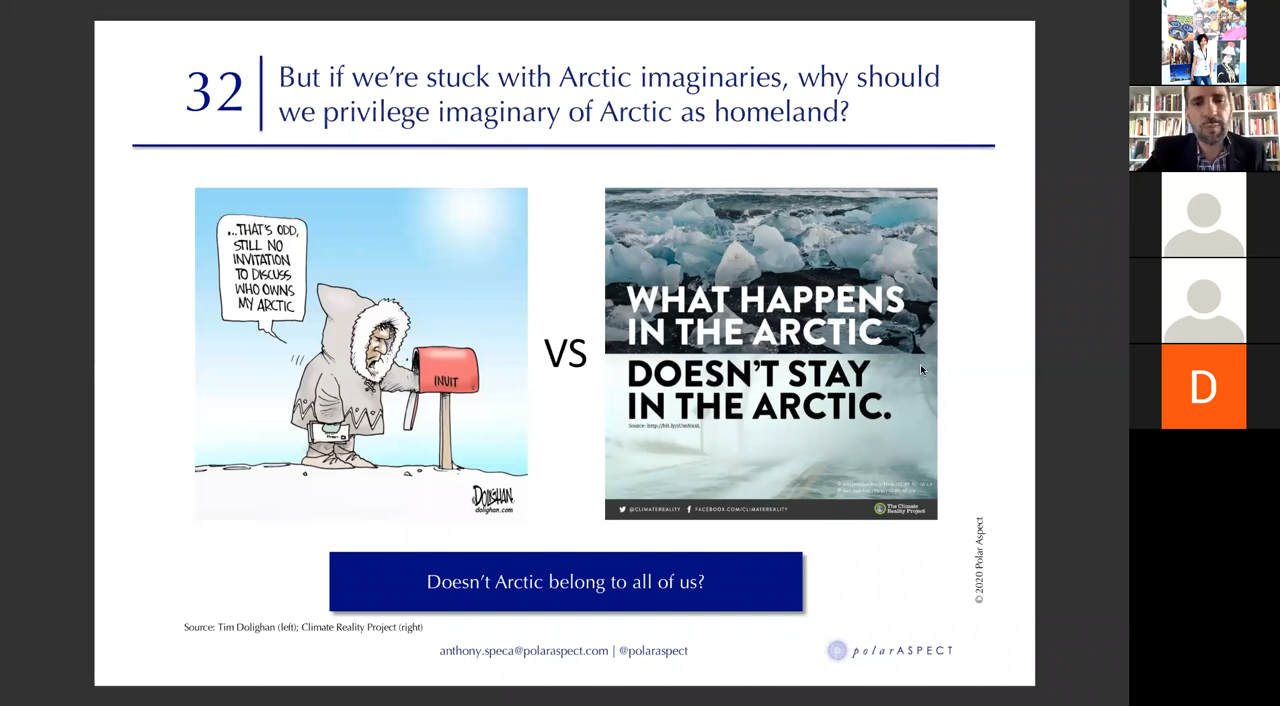 32
But if we're stuck with Arctic imaginaries, why should
we privilege imaginary of Arctic as homeland?
...THAT'S ODD,
STILL NO
INVITATION
TO DISCUSS
WHO OWNS
MY ARCTIC
INUIT
DOLIGHAN
dolighan.com
VS
WHAT HAPPENS
IN THE ARCTIC
DOESN'T STAY
IN THE ARCTIC.
@CLIMATEREALITY FACEBOOK.COM/CLIMATEREALITY
The Climate
Reality Project
Doesn't Arctic belong to all of us?
© 2020 Polar Aspect
Source: Tim Dolighan (left); Climate Reality Project (right)
anthony.speca@polaraspect.com | @polaraspect
polarASPECT
D